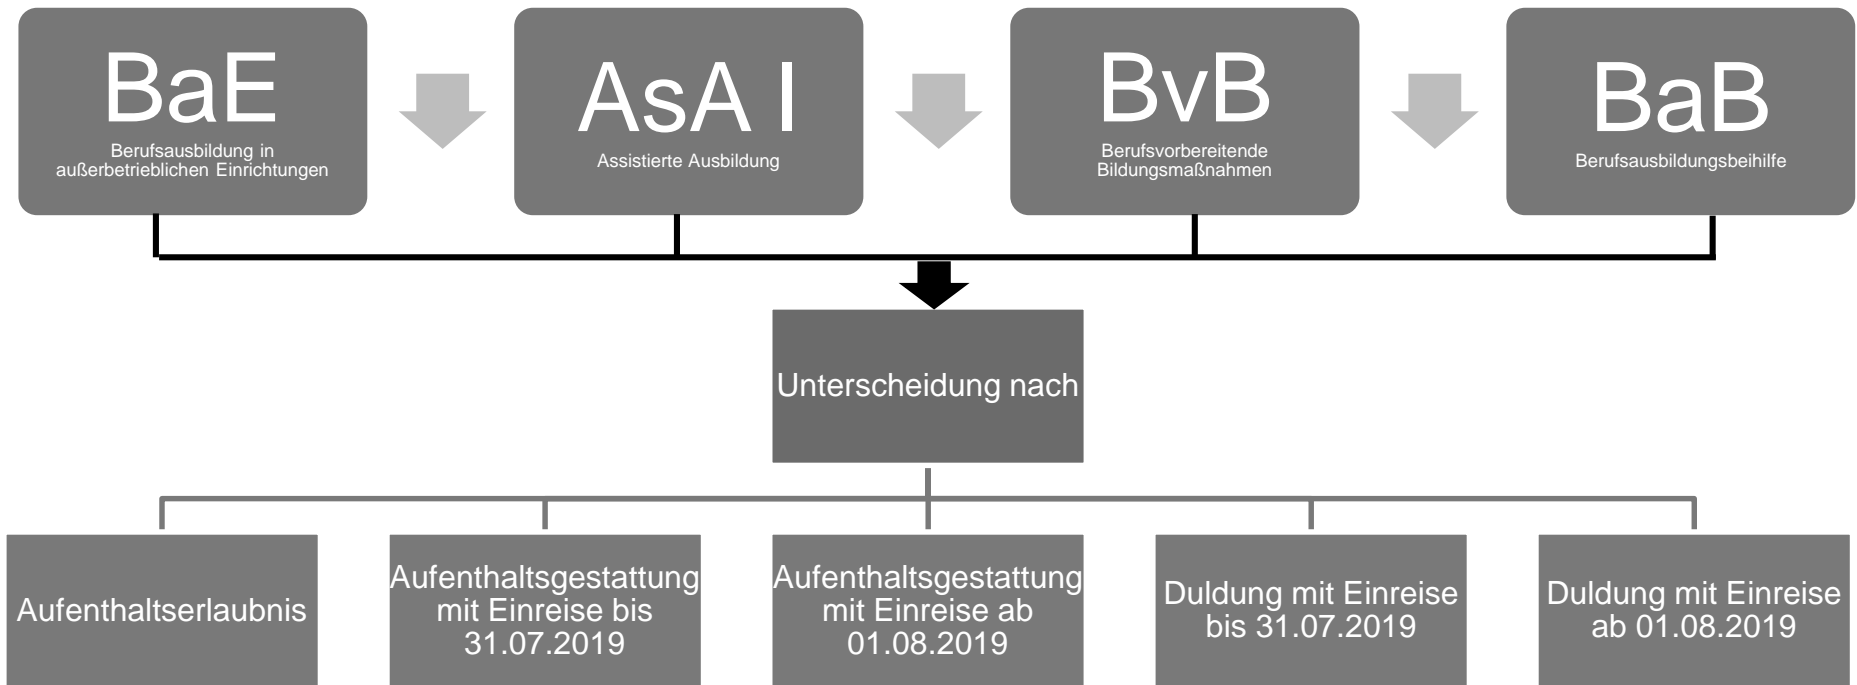 BaE
Berufsausbildung in
außerbetrieblichen Einrichtungen
AsA I
Assistierte Ausbildung
BvB
Berufsvorbereitende
Bildungsmaßnahmen
BaB
Berufsausbildungsbeihilfe
Unterscheidung nach
Aufenthaltserlaubnis
Aufenthaltsgestattung
mit Einreise bis
31.07.2019
Aufenthaltsgestattung
mit Einreise ab
01.08.2019
Duldung mit Einreise
bis 31.07.2019
Duldung mit Einreise
ab 01.08.2019